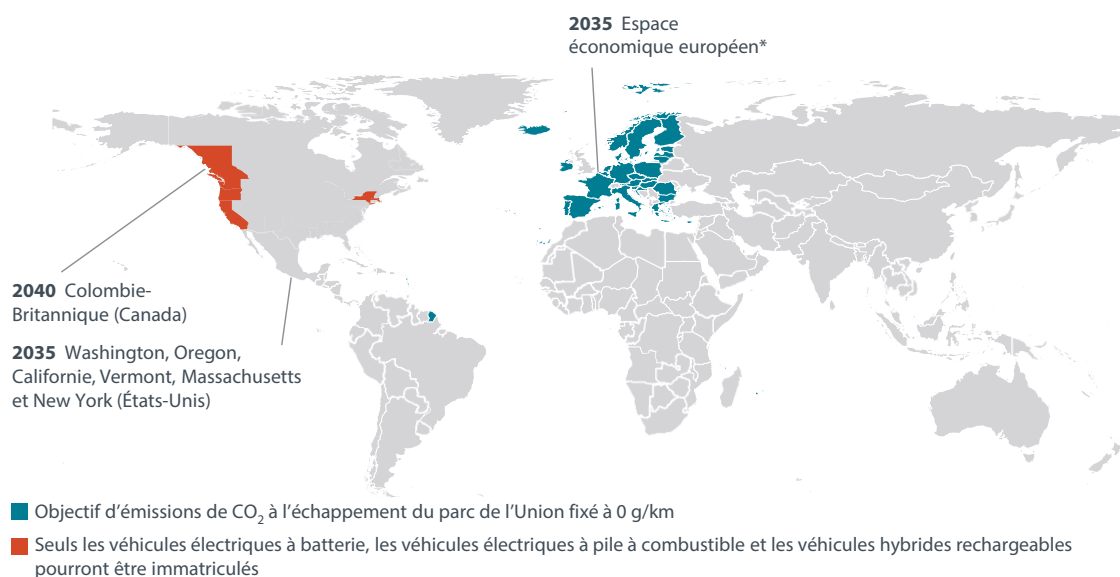 2035 Espace
économique européen*
2040 Colombie-
Britannique (Canada)
2035 Washington, Oregon,
Californie, Vermont, Massachusetts
et New York (États-Unis)
Objectif d’émissions de CO2 à l’échappement du parc de l’Union fixé à 0 g/km
Seuls les véhicules électriques à batterie, les véhicules électriques à pile à combustible et les véhicules hybrides rechargeables
pourront être immatriculés